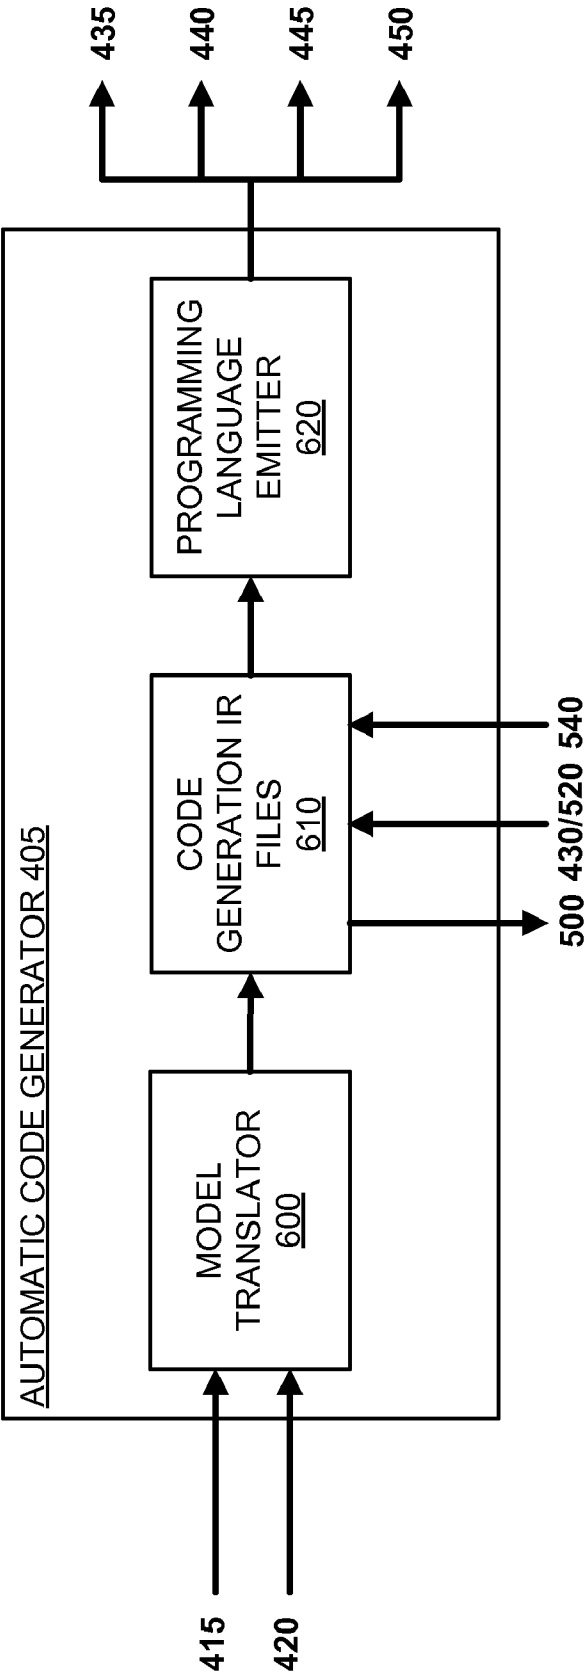 AUTOMATIC CODE GENERATOR 405
415
420
MODEL
TRANSLATOR
600
CODE
GENERATION IR
FILES
610
PROGRAMMING
LANGUAGE
EMITTER
620
435
440
445
450
500
430/520
540